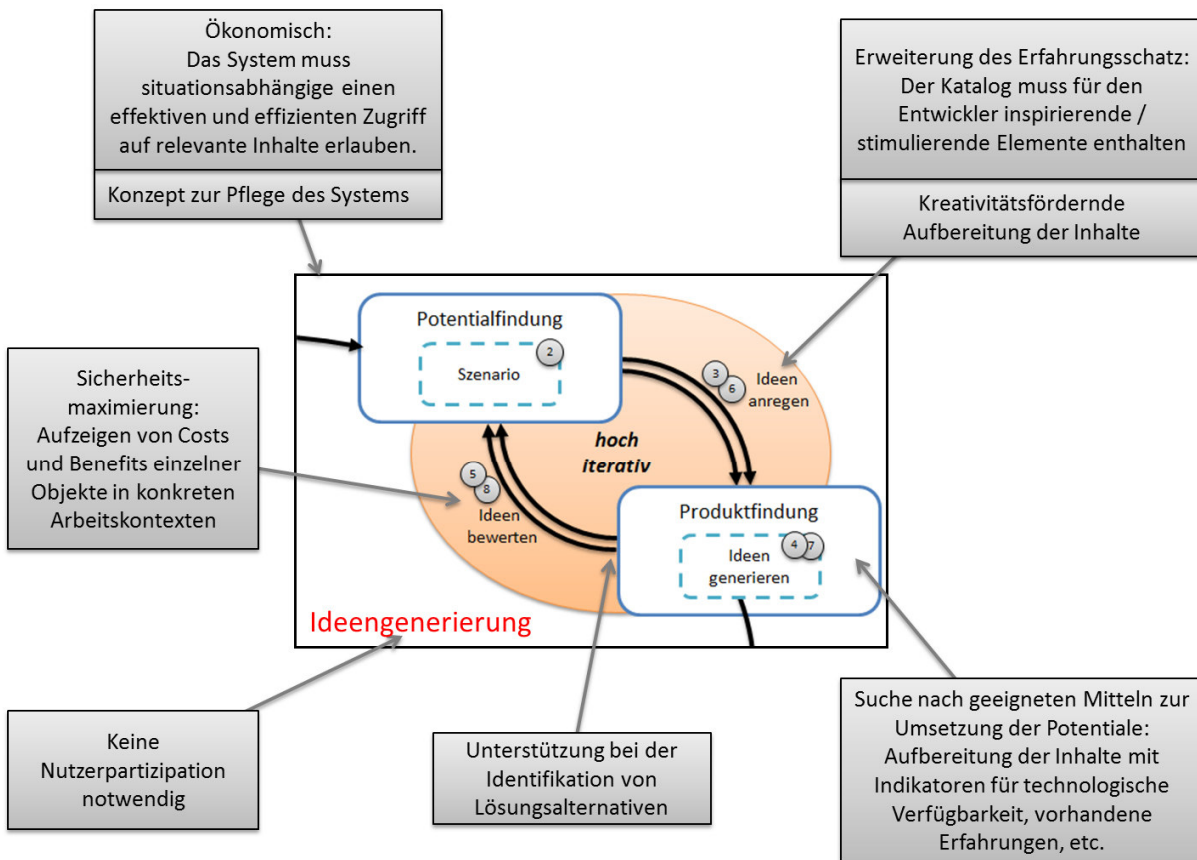 Ökonomisch:
Das System muss
situationsabhängige einen
effektiven und effizienten Zugriff
auf relevante Inhalte erlauben.
Konzept zur Pflege des Systems
Erweiterung des Erfahrungsschatz:
Der Katalog muss für den
Entwickler inspirierende /
stimulierende Elemente enthalten
Kreativitätsfördernde
Aufbereitung der Inhalte
Sicherheits-
maximierung:
Aufzeigen von Costs
und Benefits einzelner
Objekte in konkreten
Arbeitskontexten
Potentialfindung
2
Szenario
3
6
Ideen
anregen
hoch
iterativ
5
8
Ideen
bewerten
Produktfindung
4
7
Ideen
generieren
Ideengenerierung
Keine
Nutzerpartizipation
notwendig
Unterstützung bei der
Identifikation von
Lösungsalternativen
Suche nach geeigneten Mitteln zur
Umsetzung der Potentiale:
Aufbereitung der Inhalte mit
Indikatoren für technologische
Verfügbarkeit, vorhandene
Erfahrungen, etc.